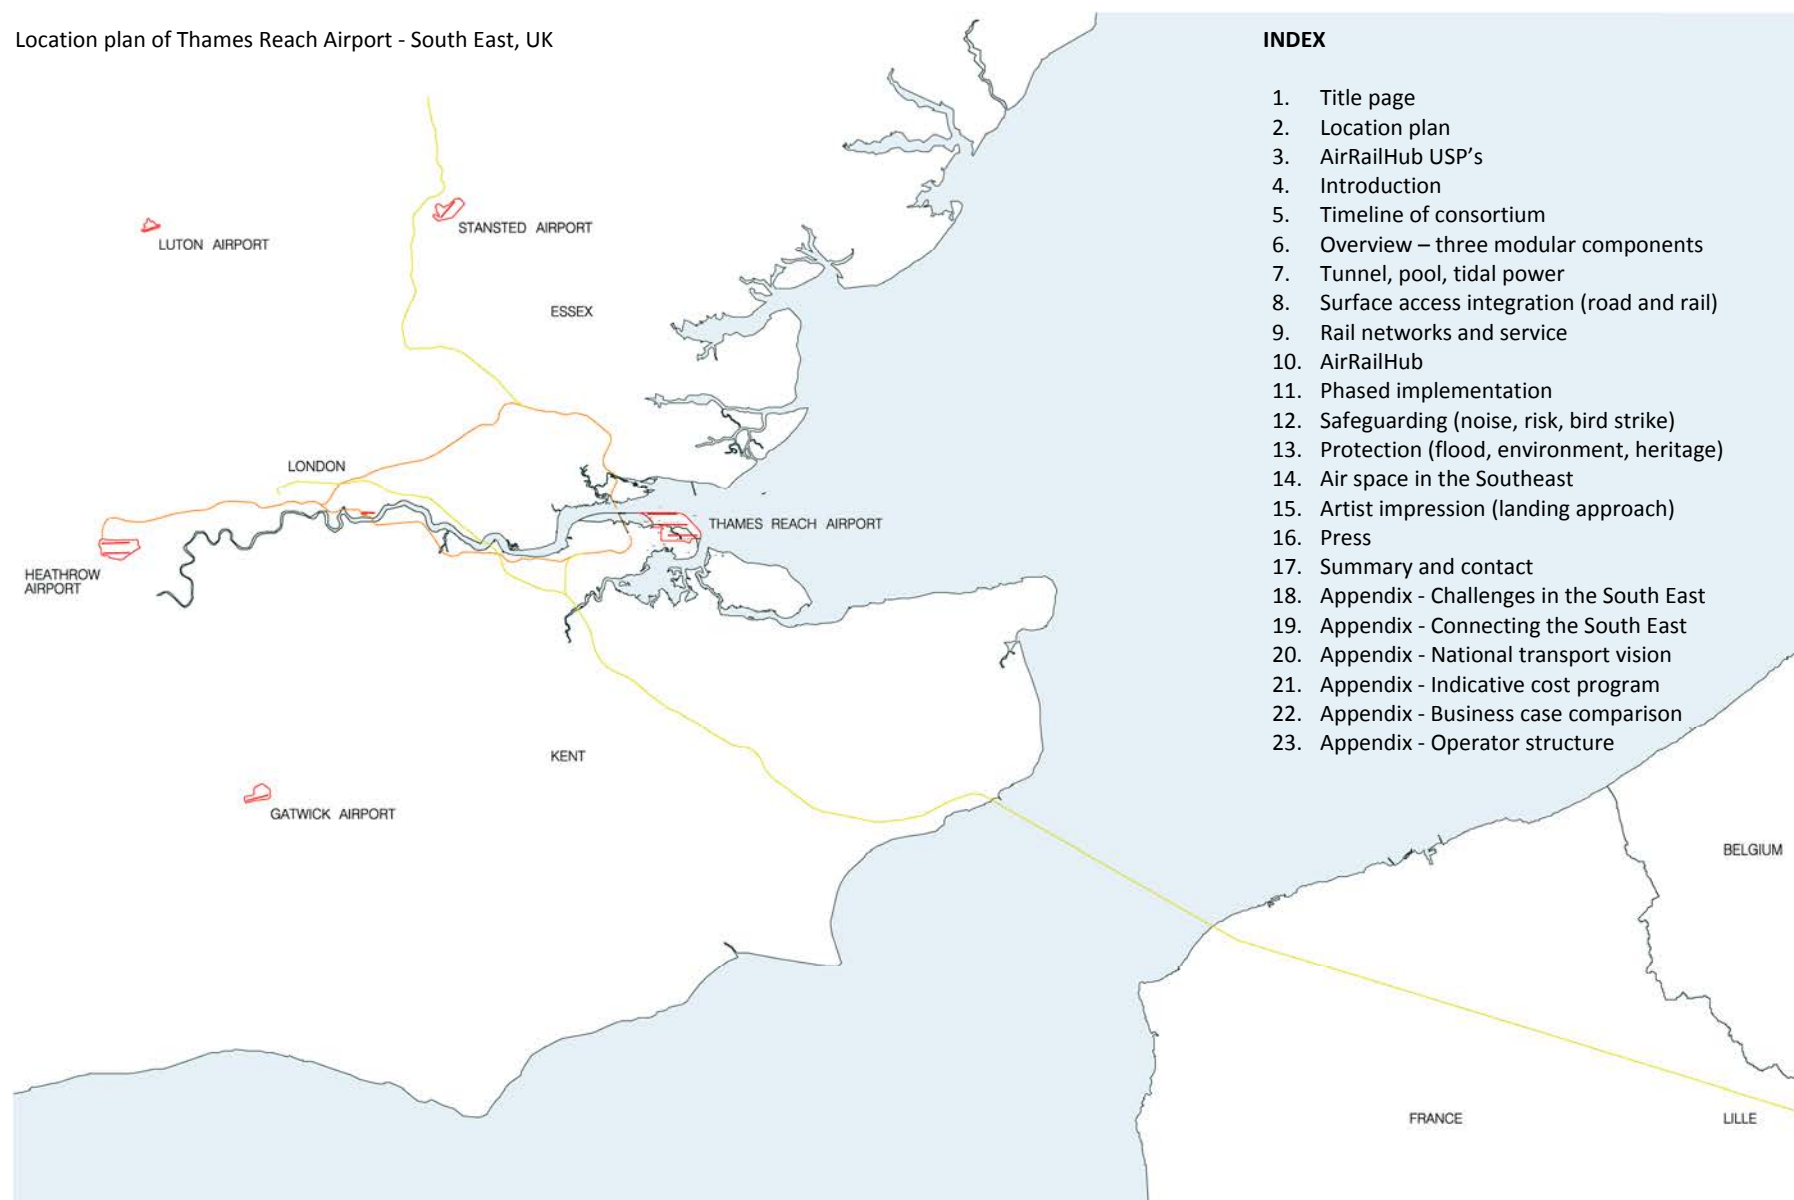 Location plan of Thames Reach Airport - South East, UK
INDEX
1. Title page
2. Location plan
3. AirRailHub USP’s
4. Introduction
5. Timeline of consortium
6. Overview – three modular components
7. Tunnel, pool, tidal power
8. Surface access integration (road and rail)
9. Rail networks and service
10. AirRailHub
11. Phased implementation
12. Safeguarding (noise, risk, bird strike)
13. Protection (flood, environment, heritage)
14. Air space in the Southeast
15. Artist impression (landing approach)
16. Press
17. Summary and contact
18. Appendix - Challenges in the South East
19. Appendix - Connecting the South East
20. Appendix - National transport vision
21. Appendix - Indicative cost program
22. Appendix - Business case comparison
23. Appendix - Operator structure
LUTON AIRPORT
STANSTED AIRPORT
ESSEX
LONDON
THAMES REACH AIRPORT
HEATHROW
AIRPORT
KENT
GATWICK AIRPORT
BELGIUM
FRANCE
LILLE